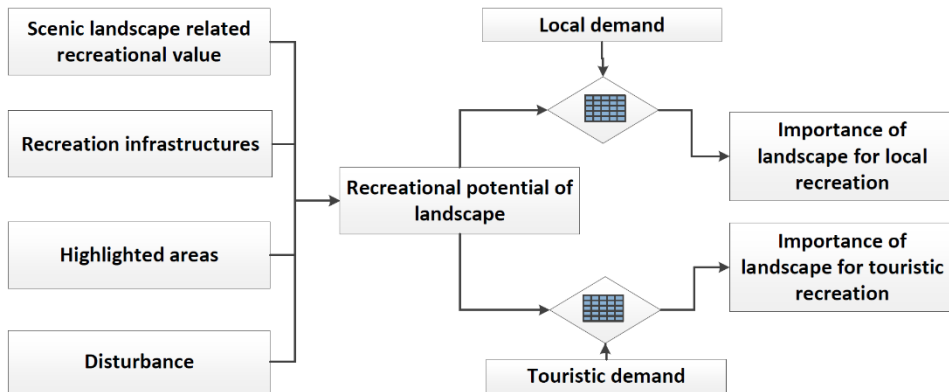 Scenic landscape related
recreational value
Recreation infrastructures
Highlighted areas
Disturbance
Recreational potential of
landscape
Local demand
Touristic demand
Importance of
landscape for local
recreation
Importance of
landscape for touristic
recreation